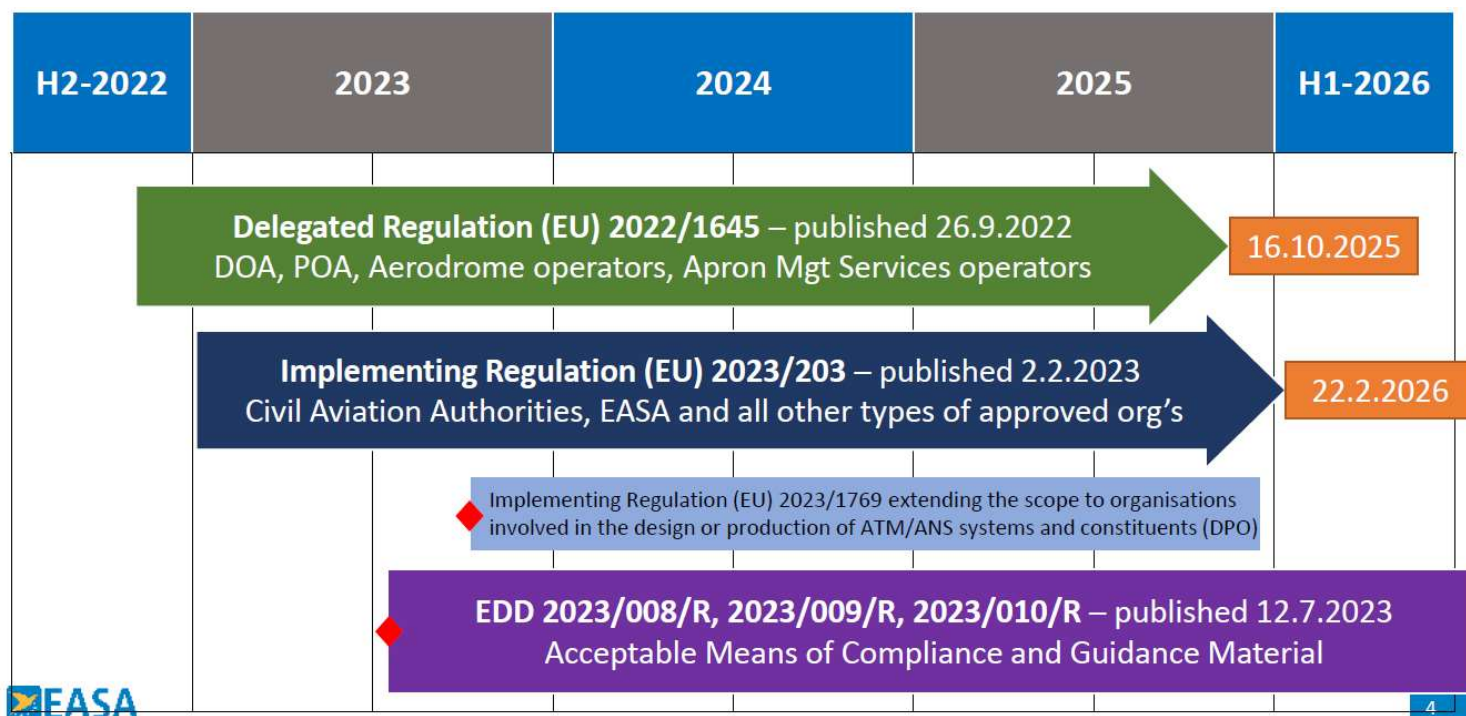 H2-2022
2023
2024
2025
H1-2026
Delegated Regulation (EU) 2022/1645 – published 26.9.2022
DOA, POA, Aerodrome operators, Apron Mgt Services operators
16.10.2025
Implementing Regulation (EU) 2023/203 – published 2.2.2023
Civil Aviation Authorities, EASA and all other types of approved org’s
22.2.2026
Implementing Regulation (EU) 2023/1769 extending the scope to organisations
involved in the design or production of ATM/ANS systems and constituents (DPO)
EDD 2023/008/R, 2023/009/R, 2023/010/R – published 12.7.2023
Acceptable Means of Compliance and Guidance Material
EASA
4